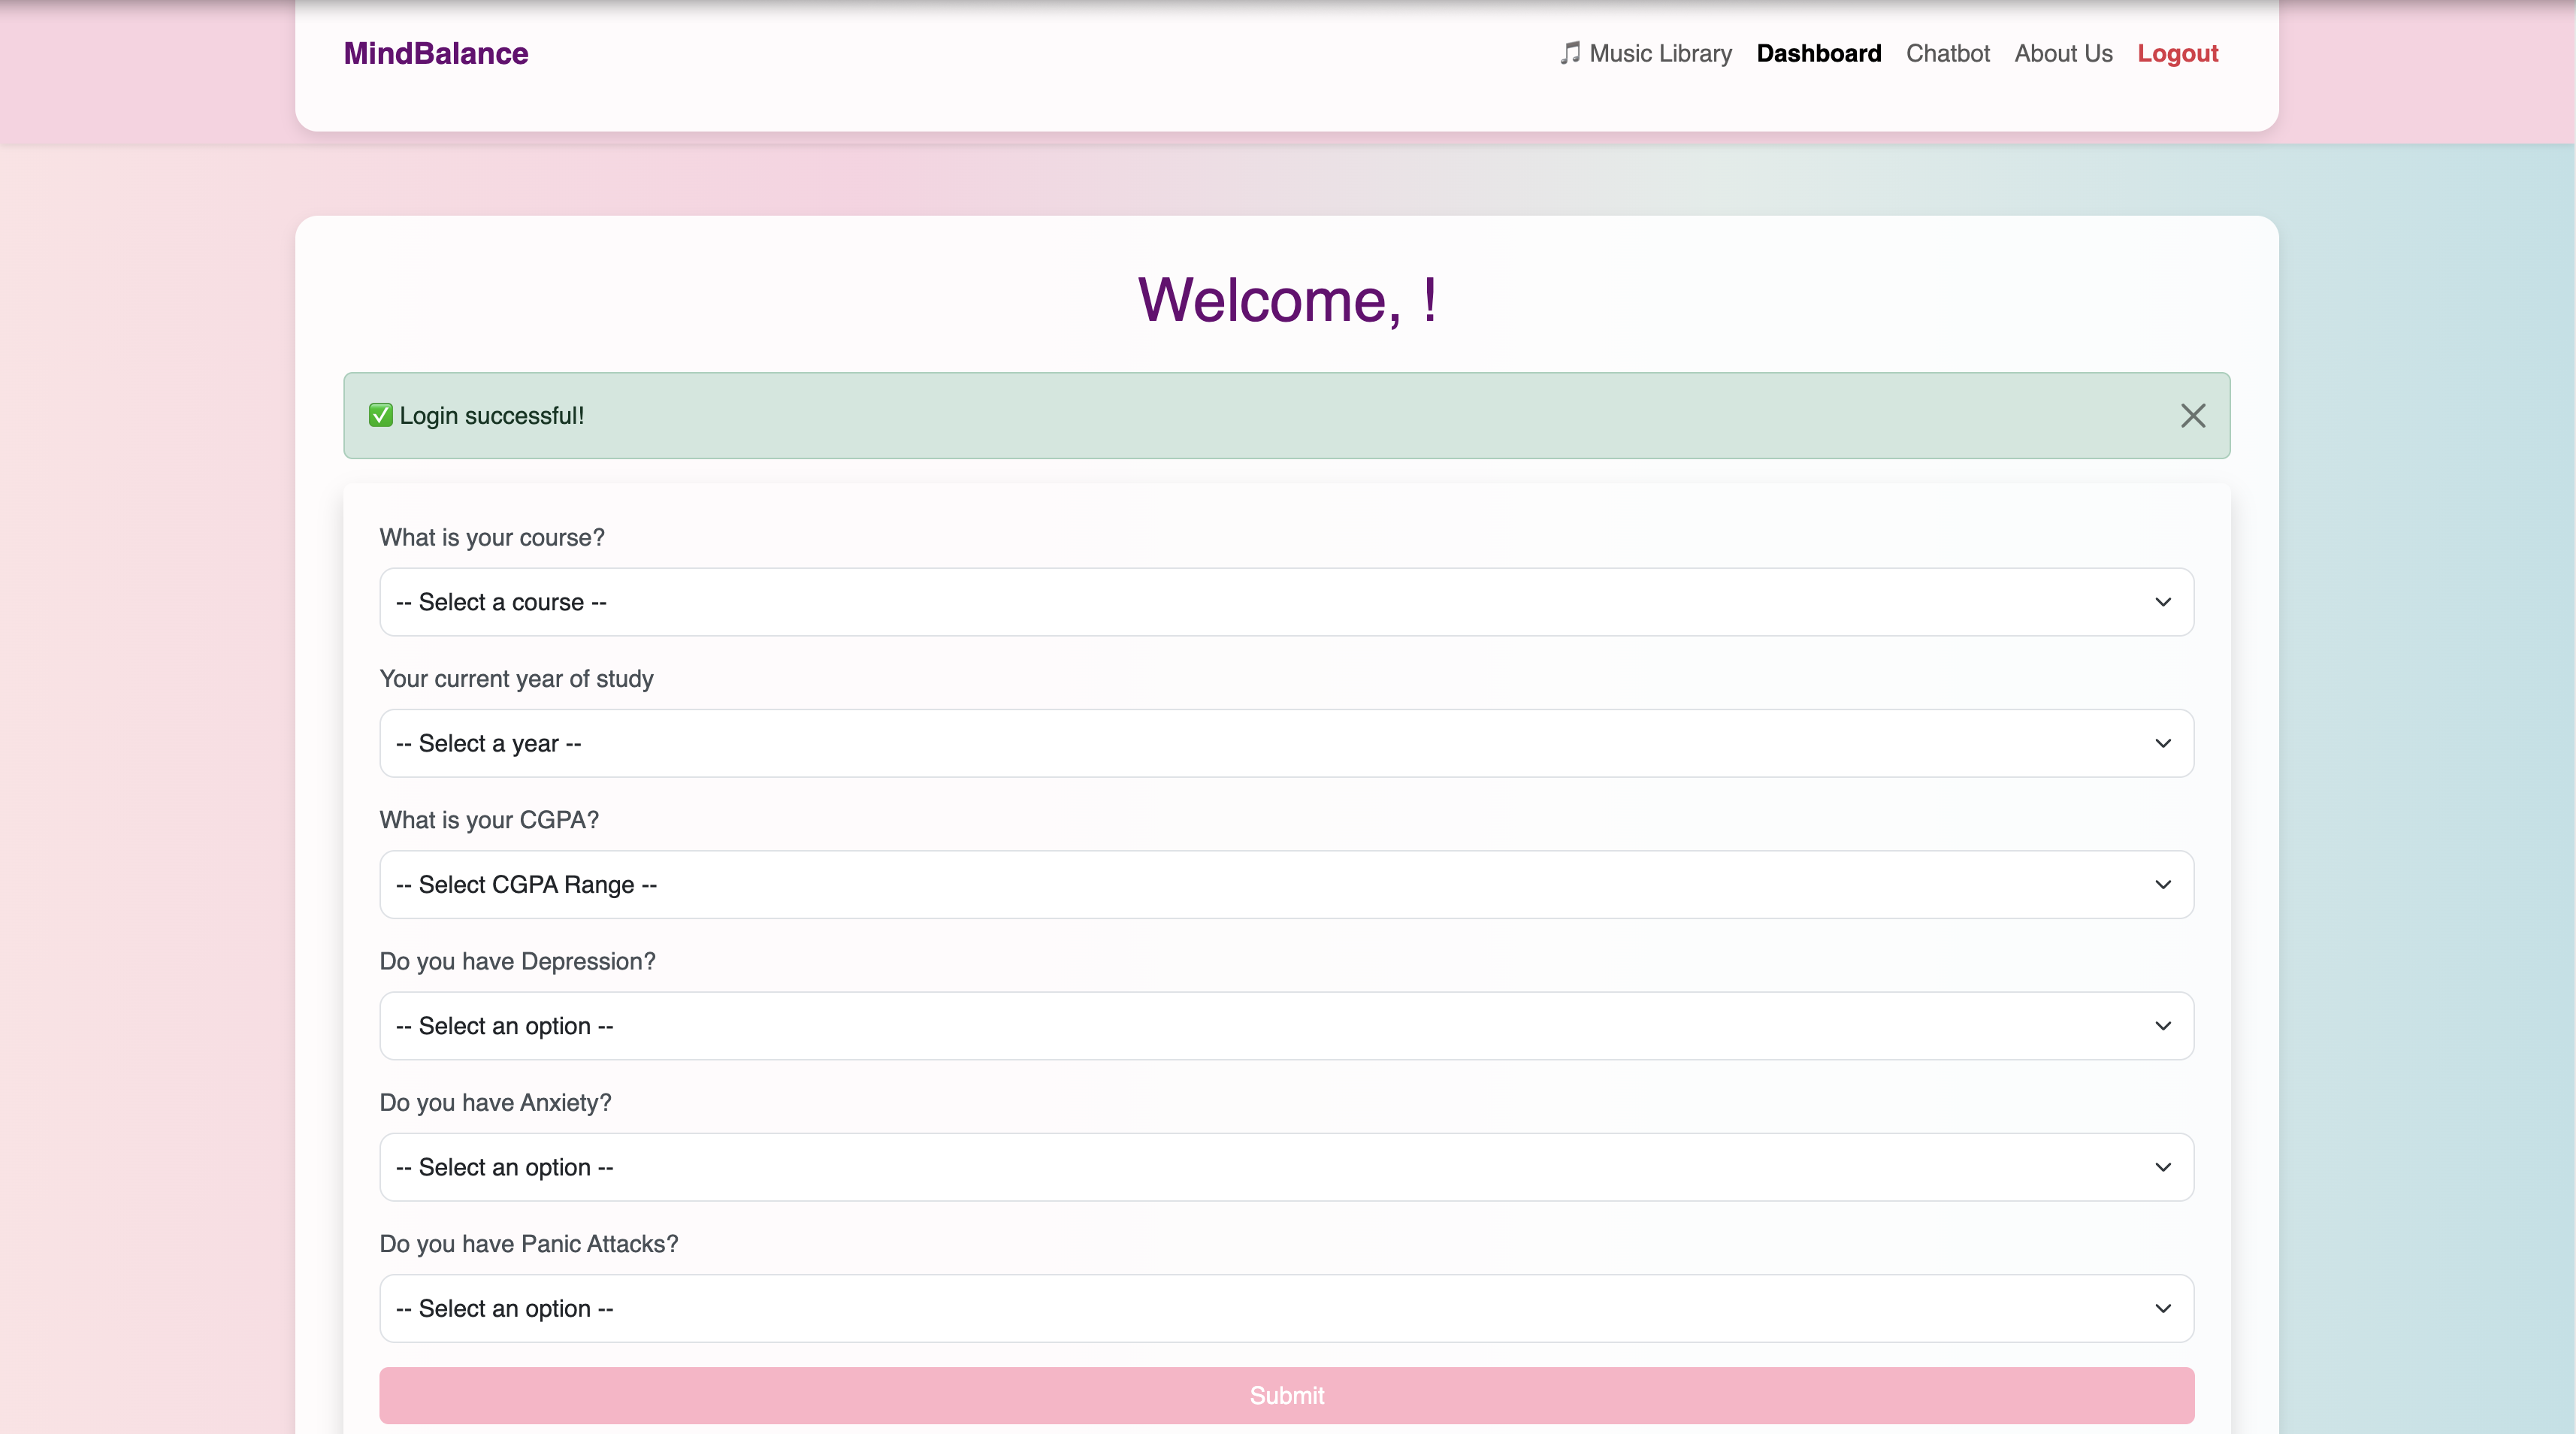 MindBalance
🎵 Music Library Dashboard Chatbot About Us Logout
Welcome, !
✅ Login successful!
What is your course?
-- Select a course --
Your current year of study
-- Select a year --
What is your CGPA?
-- Select CGPA Range --
Do you have Depression?
-- Select an option --
Do you have Anxiety?
-- Select an option --
Do you have Panic Attacks?
-- Select an option --
Submit